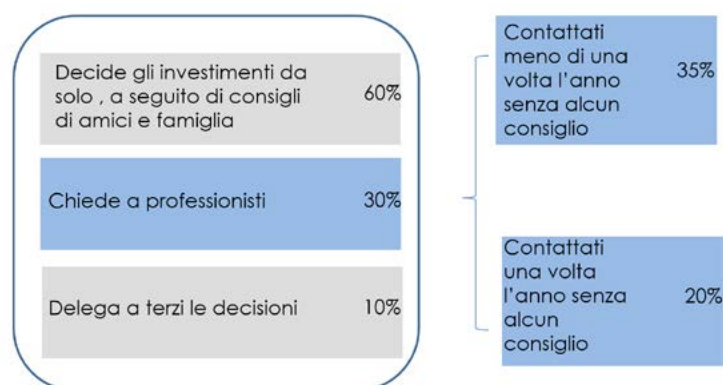 Decide gli investimenti da
solo , a seguito di consigli
di amici e famiglia
60%
Chiede a professionisti
30%
Delega a terzi le decisioni
10%
Contattati
meno di una
volta l'anno
senza alcun
consiglio
35%
Contattati
una volta
l'anno senza
alcun
consiglio
20%